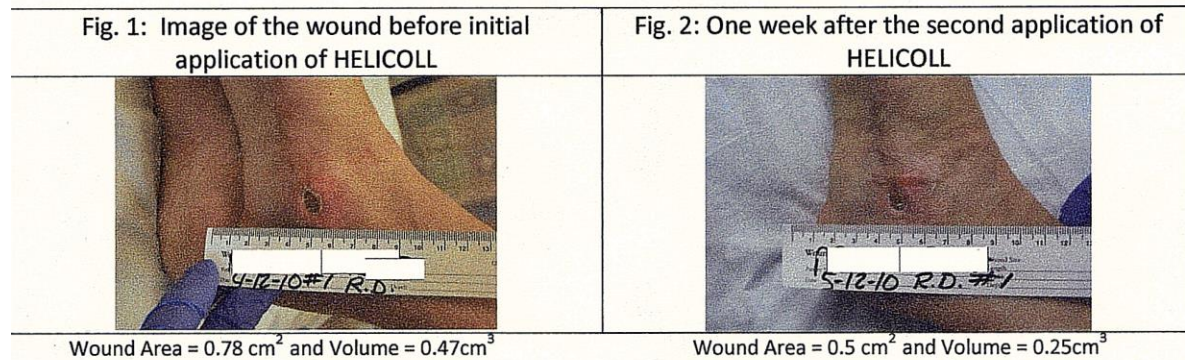 Fig. 1: Image of the wound before initial
application of HELICOLL
Fig. 2: One week after the second application of
HELICOLL
4-12-10 #1 R.D.
5-12-10 R.D. #1
Wound Area = 0.78 cm² and Volume = 0.47cm³
Wound Area = 0.5 cm² and Volume = 0.25cm³